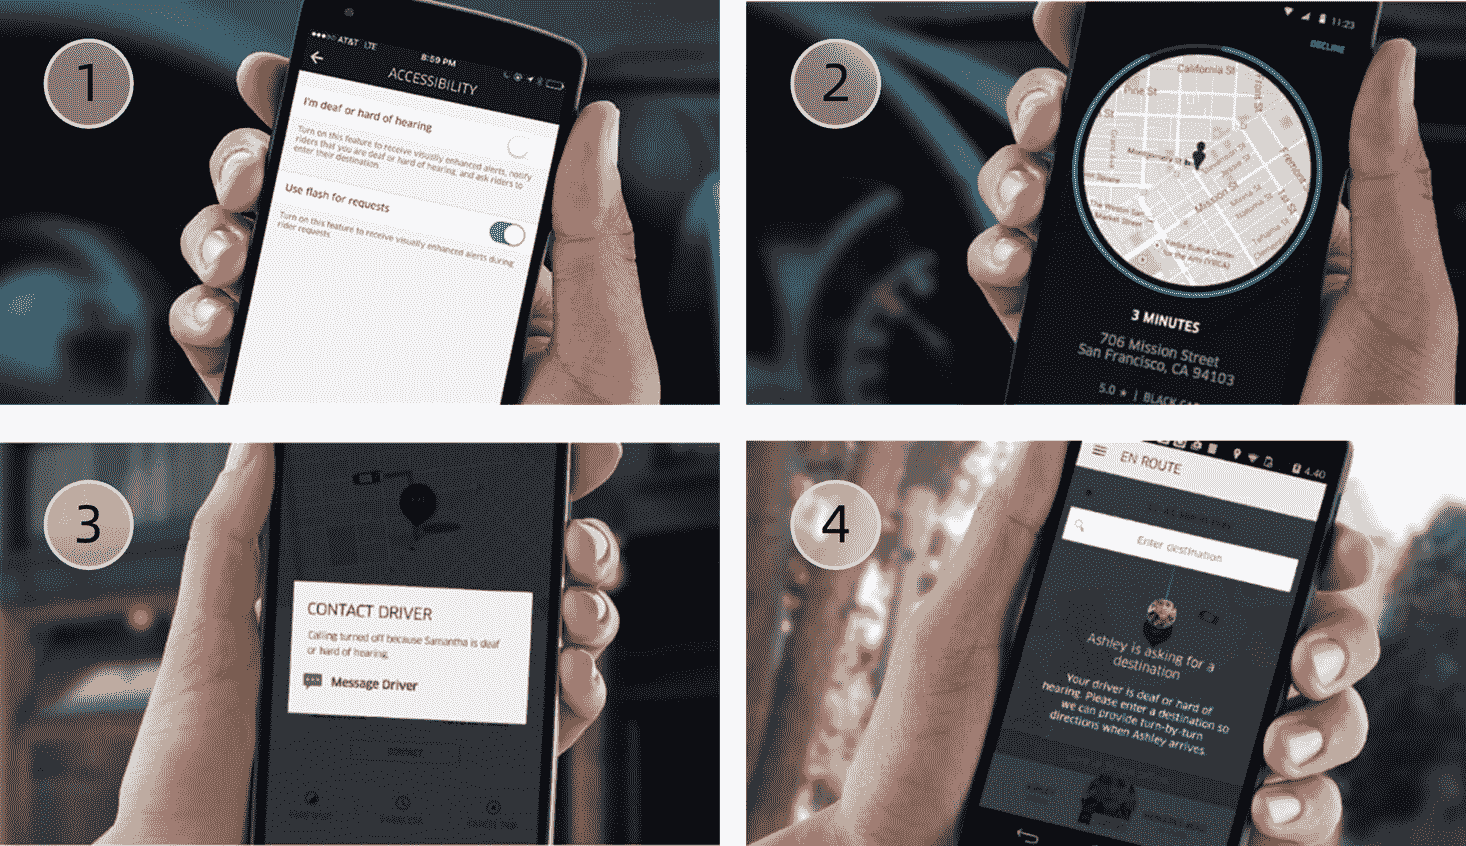 1
AT&T LTE
8:59 PM
ACCESSIBILITY
I'm deaf or hard of hearing
Turn on this feature to receive visually enhanced alerts, notify
riders that you are deaf or hard of hearing, and ask riders to
enter their destination.
Use flash for requests
Turn on this feature to receive visually enhanced alerts during
rider requests.
2
11:23
DECLINE
California St
Pine St
Montgomery St
Mission St
1st St
Fremont
3 MINUTES
706 Mission Street
San Francisco, CA 94103
5.0 ★ | BLACK
3
CONTACT DRIVER
Calling turned off because Samantha is deaf
or hard of hearing.
Message Driver
CONTACT
4
4:40
EN ROUTE
Enter destination
Ashley is asking for a
destination
Your driver is deaf or hard of
hearing. Please enter a destination so
we can provide turn-by-turn
directions when Ashley arrives.